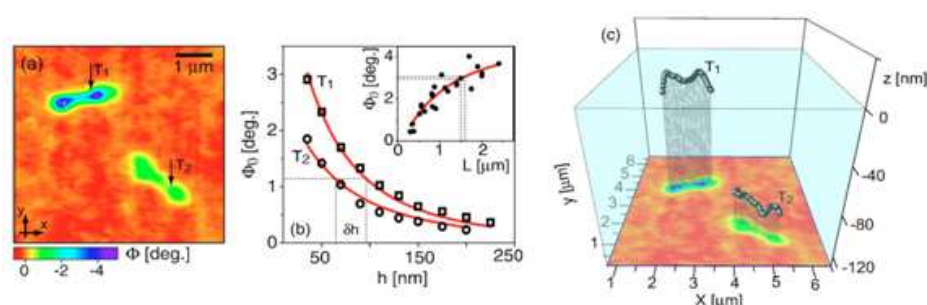 (a)
T1
1 μm
T2
y
x
Φ [deg.]
0 -2 -4
Φ0 [deg.]
3
2
1
0
T1
T2
(b)
δh
50 150 250
h [nm]
Φ0 [deg.]
4
2
0
0 1 2
L [μm]
(c)
T1
T2
z [nm]
0
-40
-80
-120
y [μm]
6
5
4
3
2
1
1 2 3 4 5 6
X [μm]